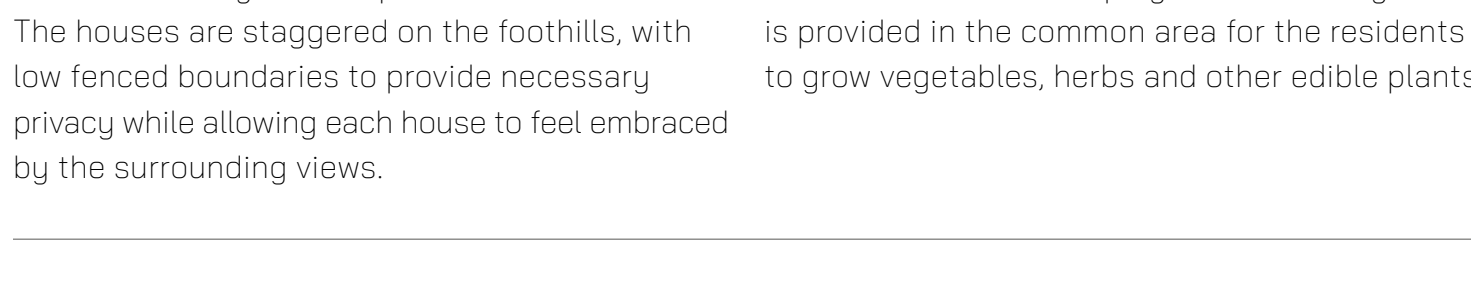 The houses are staggered on the foothills, with
low fenced boundaries to provide necessary
privacy while allowing each house to feel embraced
by the surrounding views.
is provided in the common area for the residents
to grow vegetables, herbs and other edible plants